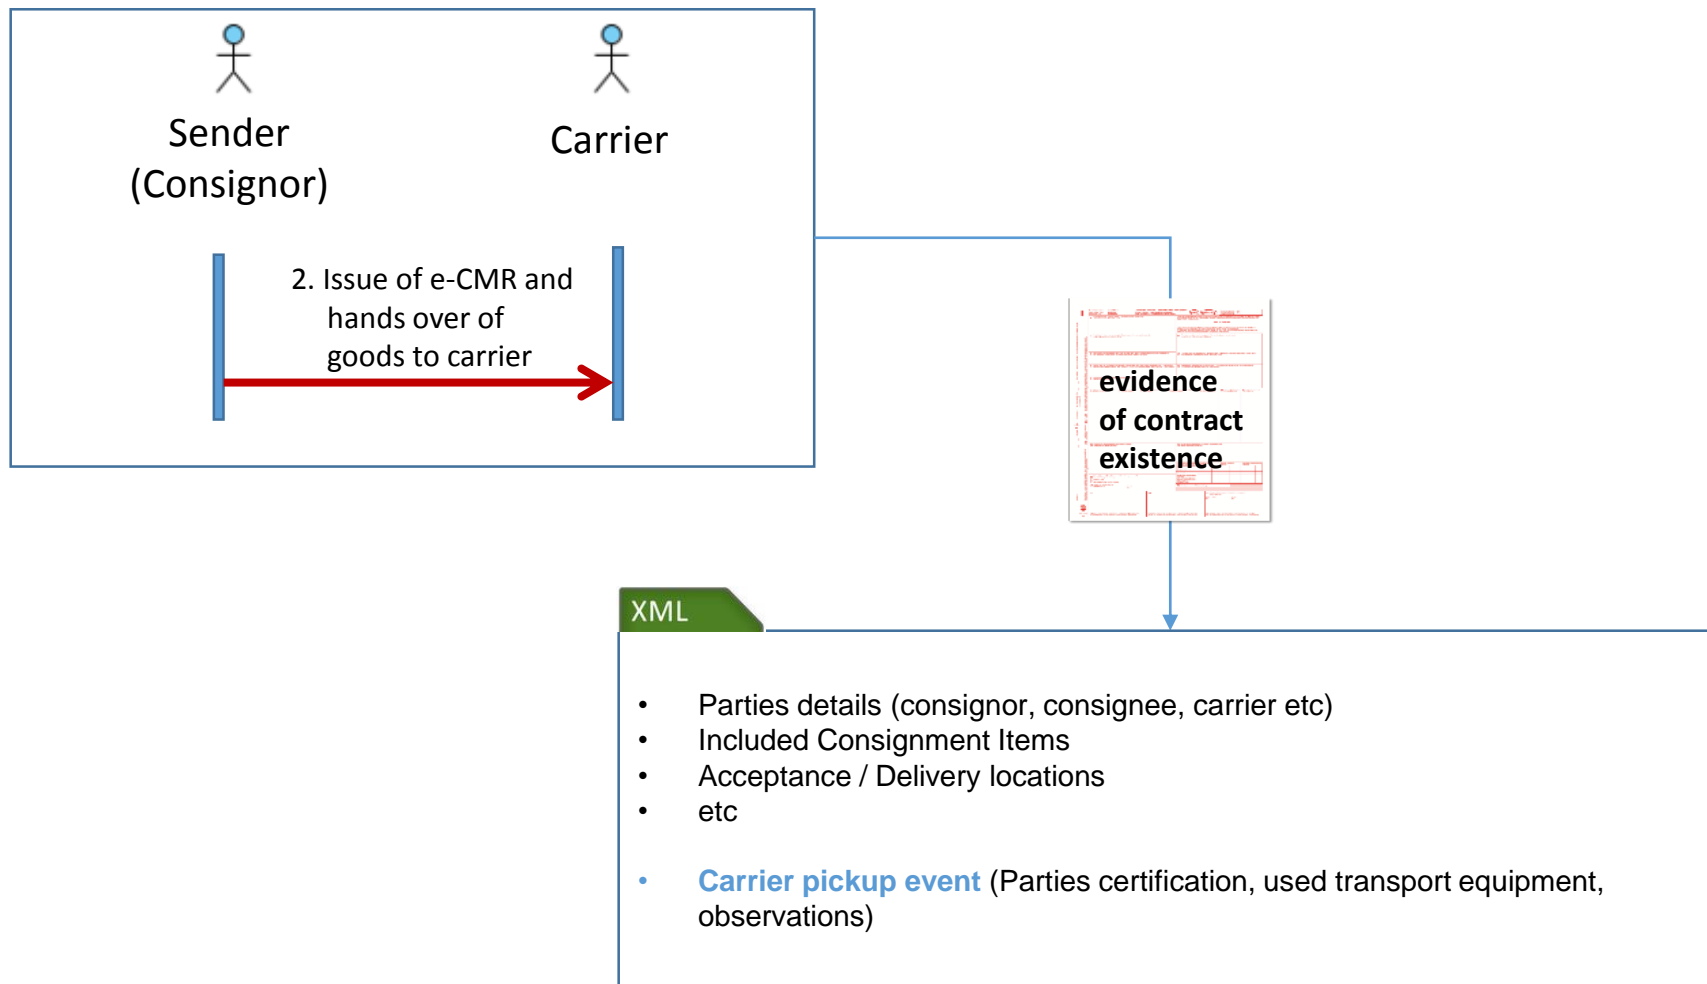 Sender
(Consignor)
Carrier
2. Issue of e-CMR and
hands over of
goods to carrier
evidence
of contract
existence
XML
• Parties details (consignor, consignee, carrier etc)
• Included Consignment Items
• Acceptance / Delivery locations
• etc
• Carrier pickup event (Parties certification, used transport equipment,
observations)